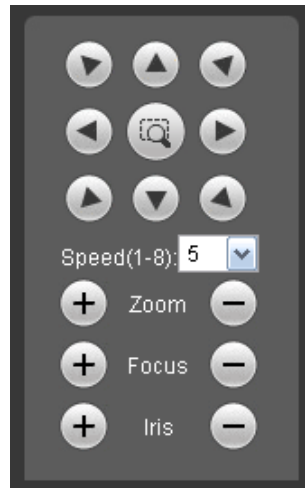 Speed(1-8): 5
+ Zoom −
+ Focus −
+ Iris −